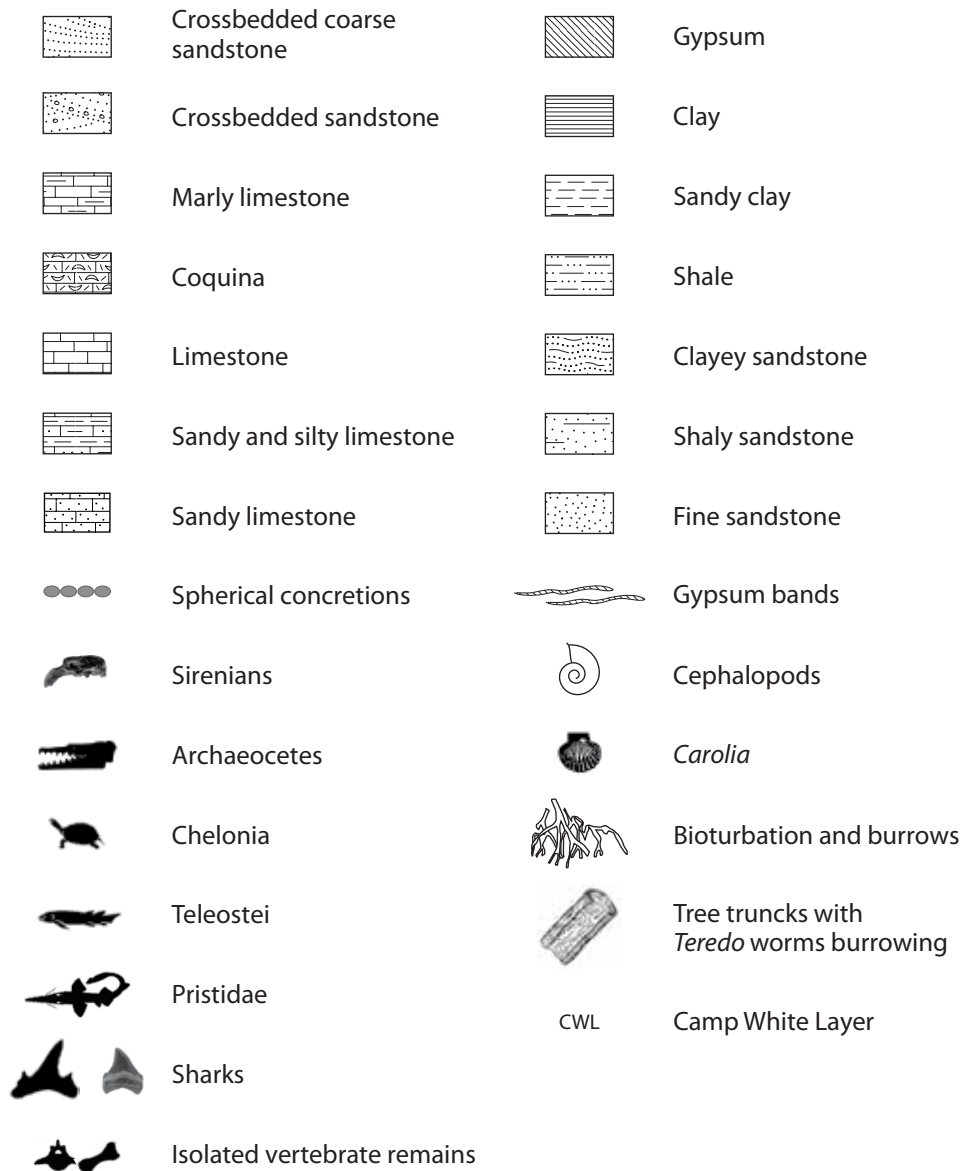 Crossbedded coarse
sandstone
Crossbedded sandstone
Marly limestone
Coquina
Limestone
Sandy and silty limestone
Sandy limestone
Spherical concretions
Sirenians
Archaeocetes
Chelonia
Teleostei
Pristidae
Sharks
Isolated vertebrate remains
Gypsum
Clay
Sandy clay
Shale
Clayey sandstone
Shaly sandstone
Fine sandstone
Gypsum bands
Cephalopods
Carolia
Bioturbation and burrows
Tree truncks with
Teredo worms burrowing
CWL Camp White Layer